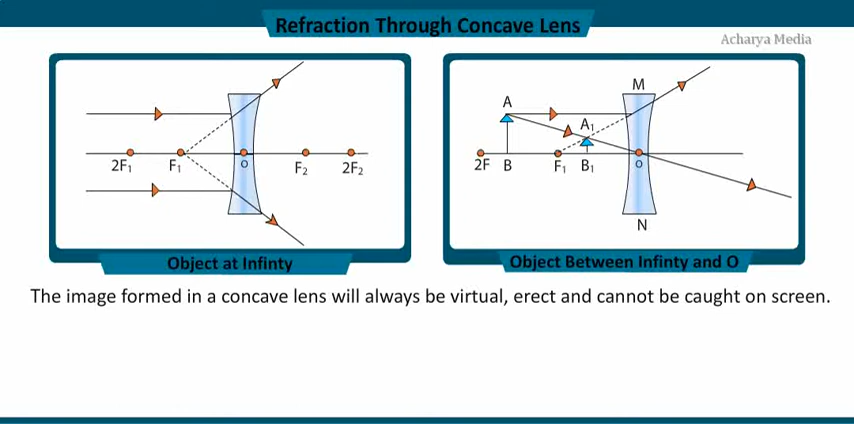 Refraction Through Concave Lens
Acharya Media
2F₁ F₁ O F₂ 2F₂
Object at Infinty
M
A
A₁
2F B F₁ B₁ O
N
Object Between Infinty and O
The image formed in a concave lens will always be virtual, erect and cannot be caught on screen.